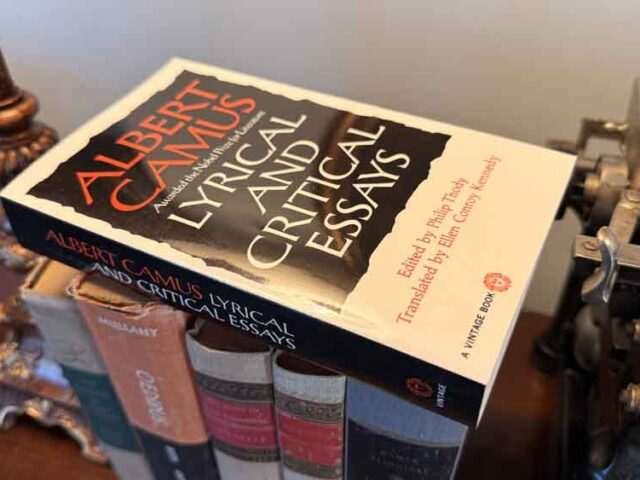 ALBERT
CAMUS
Awarded the Nobel Prize for Literature
LYRICAL
AND
CRITICAL
ESSAYS
Edited by Philip Thody
Translated by Ellen Conroy Kennedy
A VINTAGE BOOK
ALBERT CAMUS LYRICAL
AND CRITICAL ESSAYS
VINTAGE
MULLANY